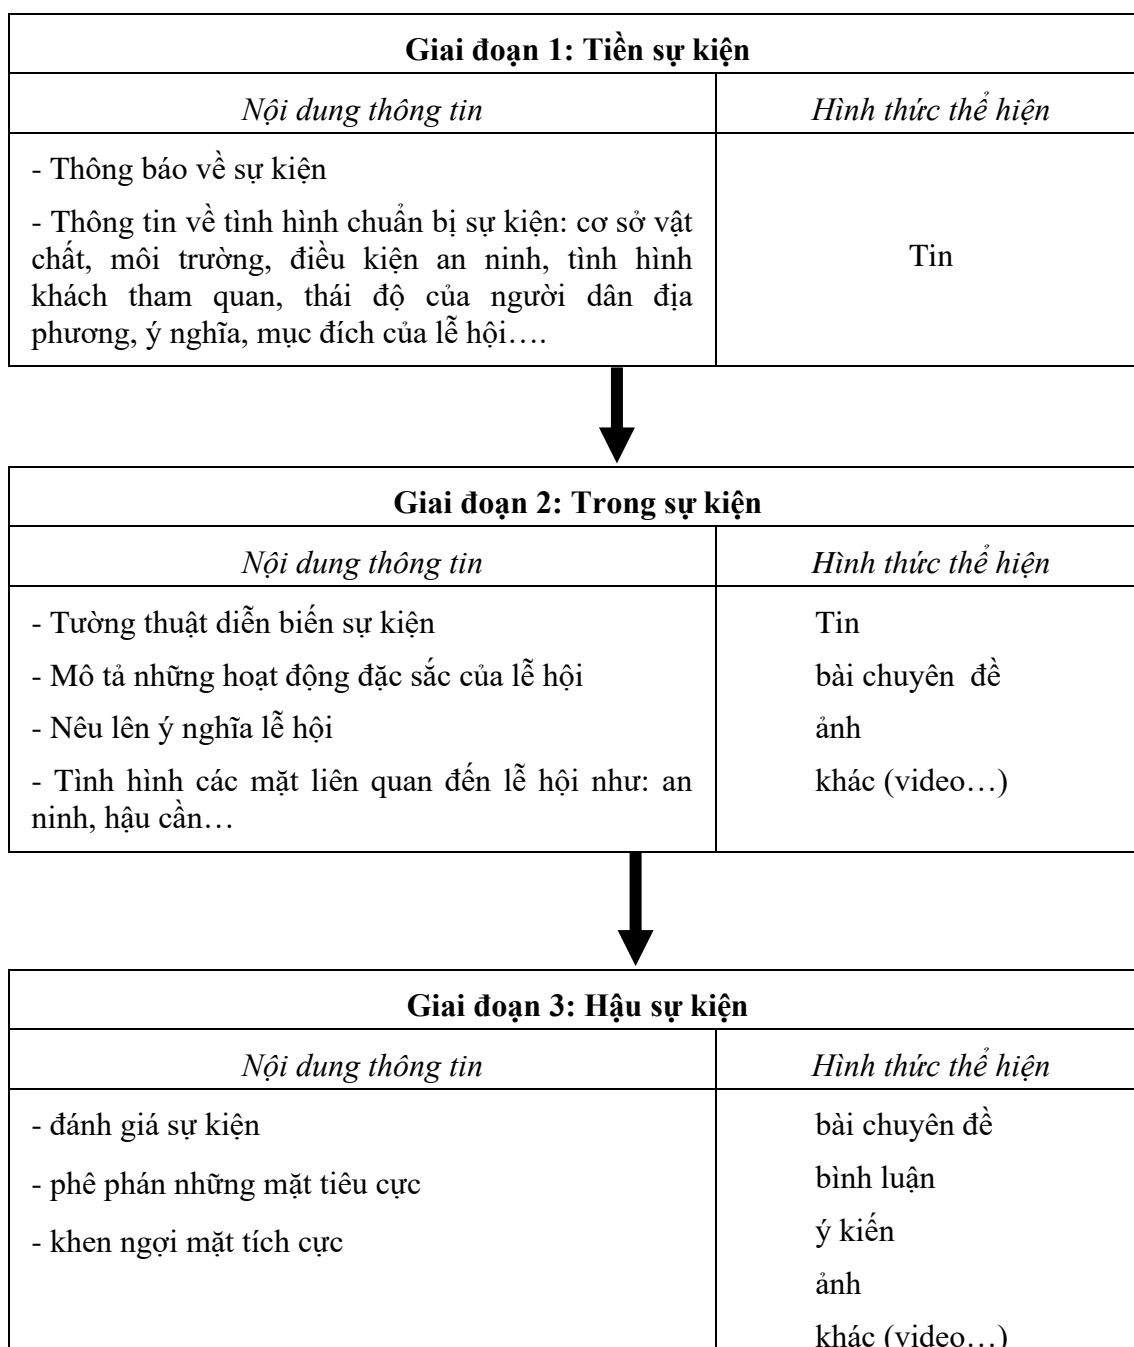 Giai đoạn 1: Tiền sự kiện
Nội dung thông tin
Hình thức thể hiện
- Thông báo về sự kiện
- Thông tin về tình hình chuẩn bị sự kiện: cơ sở vật
chất, môi trường, điều kiện an ninh, tình hình
khách tham quan, thái độ của người dân địa
phương, ý nghĩa, mục đích của lễ hội….
Tin
Giai đoạn 2: Trong sự kiện
Nội dung thông tin
Hình thức thể hiện
- Tường thuật diễn biến sự kiện
- Mô tả những hoạt động đặc sắc của lễ hội
- Nêu lên ý nghĩa lễ hội
- Tình hình các mặt liên quan đến lễ hội như: an
ninh, hậu cần…
Tin
bài chuyên đề
ảnh
khác (video…)
Giai đoạn 3: Hậu sự kiện
Nội dung thông tin
Hình thức thể hiện
- đánh giá sự kiện
- phê phán những mặt tiêu cực
- khen ngợi mặt tích cực
bài chuyên đề
bình luận
ý kiến
ảnh
khác (video…)